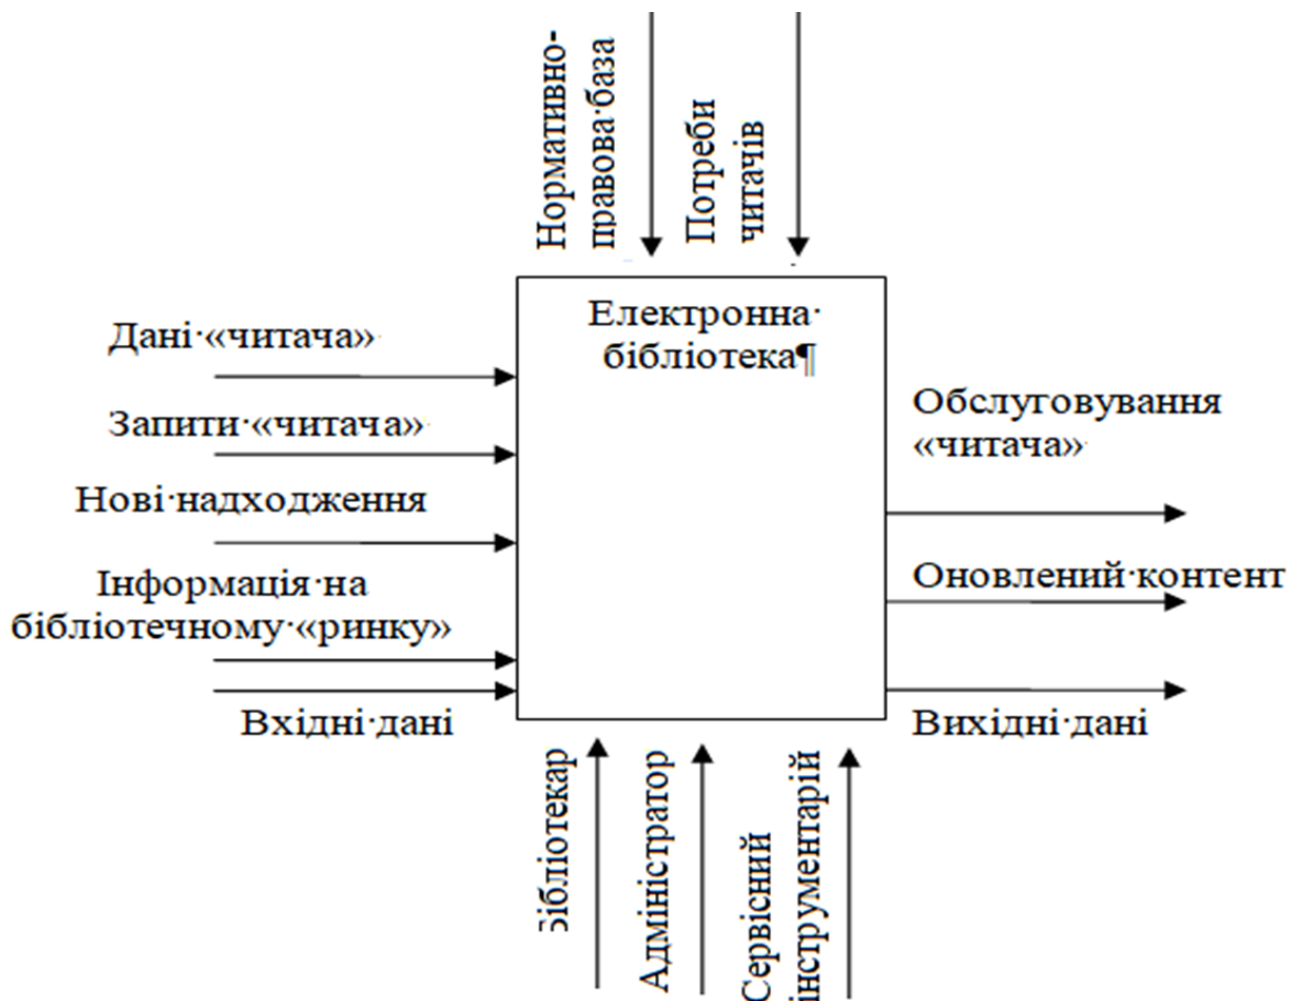 Нормативно-
правова·база
Потреби
читачів
Електронна·
бібліотека¶
Дані·«читача»
Запити·«читача»
Нові·надходження
Інформація·на
бібліотечному·«ринку»
Вхідні·дані
Обслуговування
«читача»
Оновлений·контент
Вихідні·дані
Бібліотекар
Адміністратор
Сервісний
інструментарій